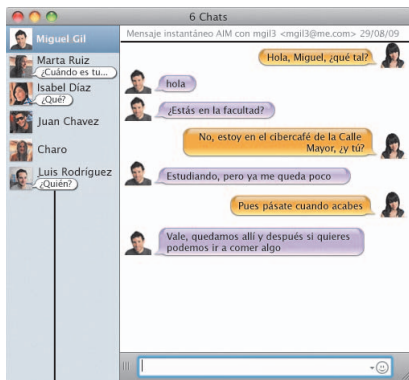 6 Chats
Miguel Gil
Marta Ruiz
¿Cuándo es tu...
Isabel Díaz
¿Qué?
Juan Chavez
Charo
Luis Rodríguez
¿Quién?
Mensaje instantáneo AIM con mgil3 <mgil3@me.com> 29/08/09
Hola, Miguel, ¿qué tal?
hola
¿Estás en la facultad?
No, estoy en el cibercafé de la Calle
Mayor, ¿y tú?
Estudiando, pero ya me queda poco
Pues pásate cuando acabes
Vale, quedamos allí y después si quieres
podemos ir a comer algo